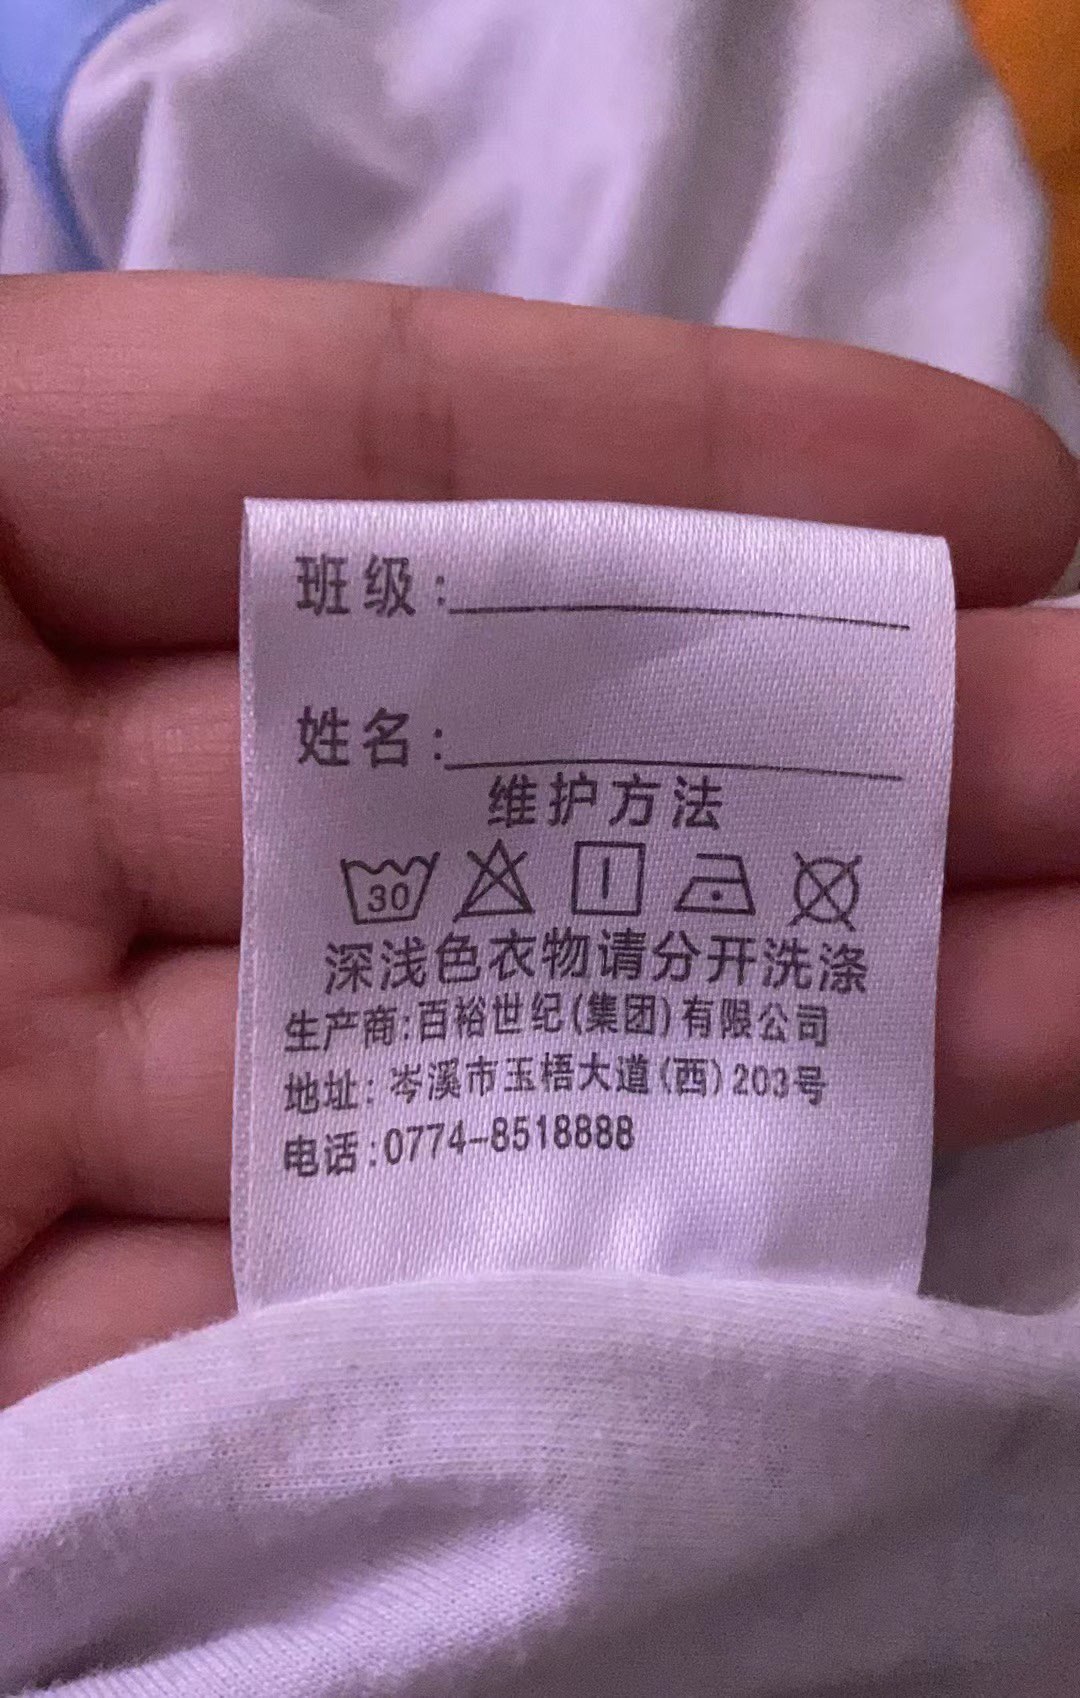 班级:
姓名:
维护方法
30
深浅色衣物请分开洗涤
生产商:百裕世纪(集团)有限公司
地址: 岑溪市玉梧大道(西)203号
电话:0774-8518888